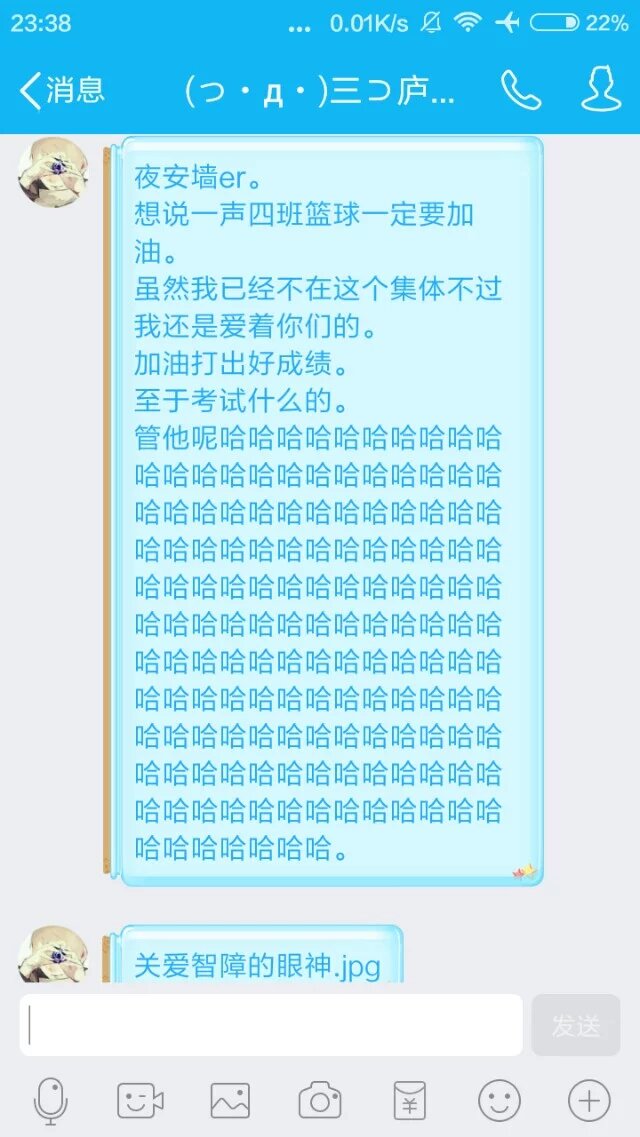 23:38 ... 0.01K/s 22%
消息 (っ・д・)三⊃庐...
夜安墙er。
想说一声四班篮球一定要加
油。
虽然我已经不在这个集体不过
我还是爱着你们的。
加油打出好成绩。
至于考试什么的。
管他呢哈哈哈哈哈哈哈哈哈哈
哈哈哈哈哈哈哈哈哈哈哈哈哈
哈哈哈哈哈哈哈哈哈哈哈哈哈
哈哈哈哈哈哈哈哈哈哈哈哈哈
哈哈哈哈哈哈哈哈哈哈哈哈哈
哈哈哈哈哈哈哈哈哈哈哈哈哈
哈哈哈哈哈哈哈哈哈哈哈哈哈
哈哈哈哈哈哈哈哈哈哈哈哈哈
哈哈哈哈哈哈哈哈哈哈哈哈哈
哈哈哈哈哈哈哈哈哈哈哈哈哈
哈哈哈哈哈哈哈哈哈哈哈哈哈
哈哈哈哈哈哈哈。
关爱智障的眼神.jpg
发送